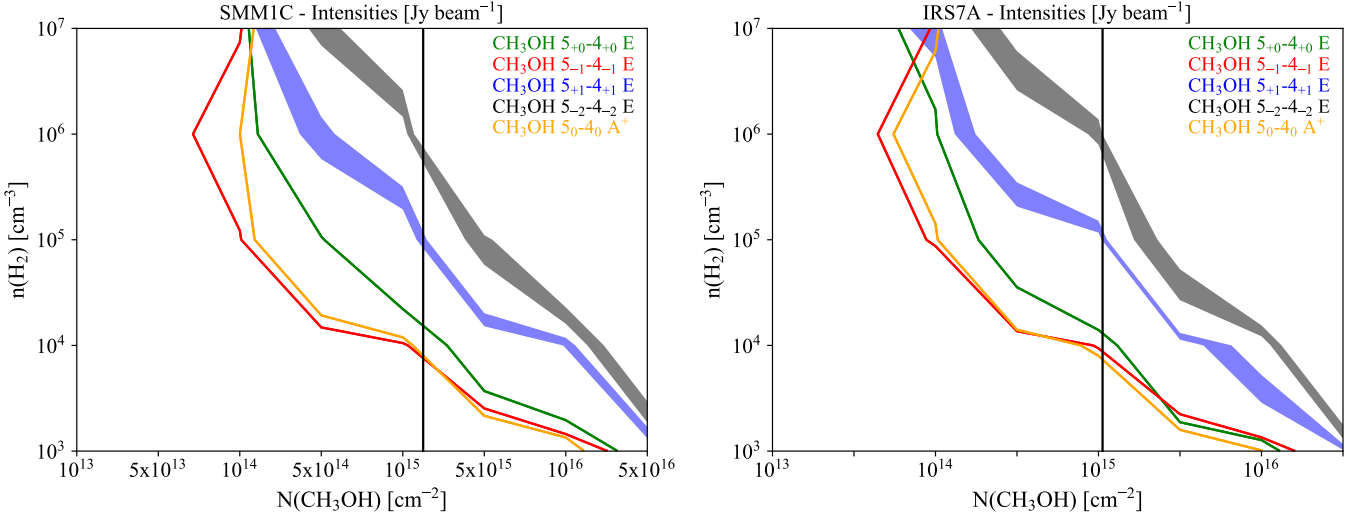 SMM1C - Intensities [Jy beam⁻¹]
10⁷
10⁶
10⁵
10⁴
10³
n(H₂) [cm⁻³]
CH₃OH 5₊₀-4₊₀ E
CH₃OH 5₋₁-4₋₁ E
CH₃OH 5₊₁-4₊₁ E
CH₃OH 5₋₂-4₋₂ E
CH₃OH 5₀-4₀ A⁺
10¹³ 5x10¹³ 10¹⁴ 5x10¹⁴ 10¹⁵ 5x10¹⁵ 10¹⁶ 5x10¹⁶
N(CH₃OH) [cm⁻²]
IRS7A - Intensities [Jy beam⁻¹]
10⁷
10⁶
10⁵
10⁴
10³
n(H₂) [cm⁻³]
CH₃OH 5₊₀-4₊₀ E
CH₃OH 5₋₁-4₋₁ E
CH₃OH 5₊₁-4₊₁ E
CH₃OH 5₋₂-4₋₂ E
CH₃OH 5₀-4₀ A⁺
10¹³ 10¹⁴ 10¹⁵ 10¹⁶
N(CH₃OH) [cm⁻²]